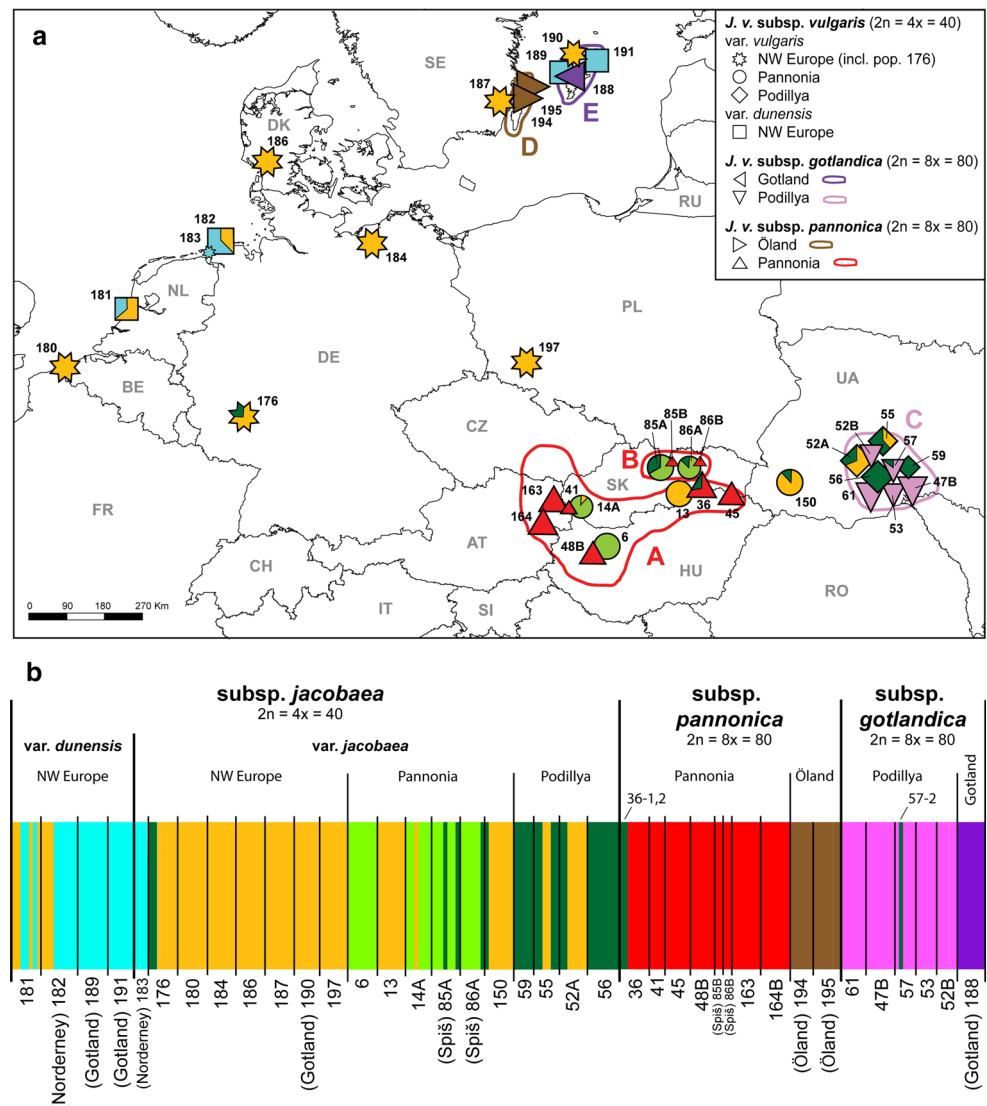 a
J. v. subsp. vulgaris (2n = 4x = 40)
var. vulgaris
NW Europe (incl. pop. 176)
Pannonia
Podillya
var. dunensis
NW Europe
J. v. subsp. gotlandica (2n = 8x = 80)
Gotland
Podillya
J. v. subsp. pannonica (2n = 8x = 80)
Öland
Pannonia
SE
190
189
191
188
187
195
194
E
D
DK
186
RU
182
183
184
181
NL
PL
180
DE
197
BE
UA
176
CZ
85B
85A
86A
86B
B
C
55
52B
52A
57
59
56
47B
61
53
SK
163
41
14A
13
36
45
150
164
FR
AT
48B
6
A
HU
CH
RO
IT
SI
0 90 180 270 Km
b
subsp. jacobaea
2n = 4x = 40
subsp.
pannonica
2n = 8x = 80
subsp.
gotlandica
2n = 8x = 80
var. dunensis
var. jacobaea
NW Europe
NW Europe
Pannonia
Podillya
Pannonia
Öland
Podillya
Gotland
36-1,2
57-2
181
Norderney) 182
(Gotland) 189
(Gotland) 191
(Norderney) 183
176
180
184
186
187
(Gotland) 190
197
6
13
14A
(Spiš) 85A
(Spiš) 86A
150
59
55
52A
56
36
41
45
48B
(Spiš) 85B
(Spiš) 86B
163
164B
(Öland) 194
(Öland) 195
61
47B
57
53
52B
(Gotland) 188